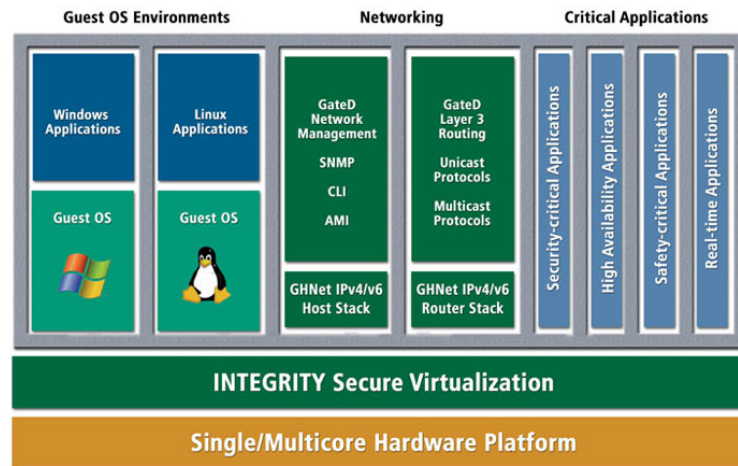 Guest OS Environments
Networking
Critical Applications
Windows
Applications
Linux
Applications
GateD
Network
Management
SNMP
CLI
AMI
GateD
Layer 3
Routing
Unicast
Protocols
Multicast
Protocols
Security-critical Applications
High Availability Applications
Safety-critical Applications
Real-time Applications
Guest OS
Guest OS
GHNet IPv4/v6
Host Stack
GHNet IPv4/v6
Router Stack
INTEGRITY Secure Virtualization
Single/Multicore Hardware Platform